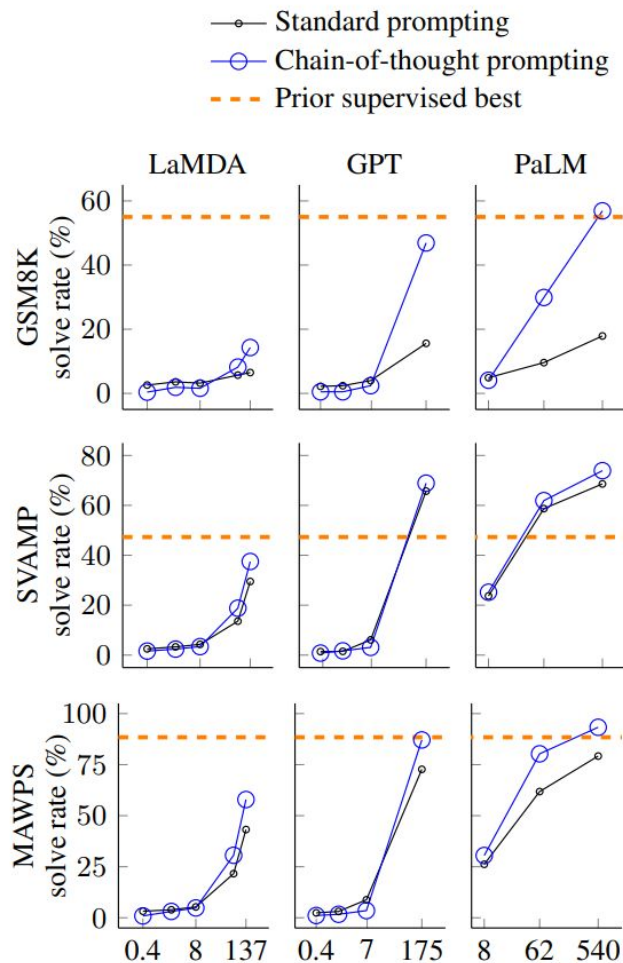 Standard prompting
Chain-of-thought prompting
Prior supervised best
LaMDA GPT PaLM
GSM8K
solve rate (%)
60
40
20
0
SVAMP
solve rate (%)
80
60
40
20
0
MAWPS
solve rate (%)
100
75
50
25
0
0.4 8 137 0.4 7 175 8 62 540